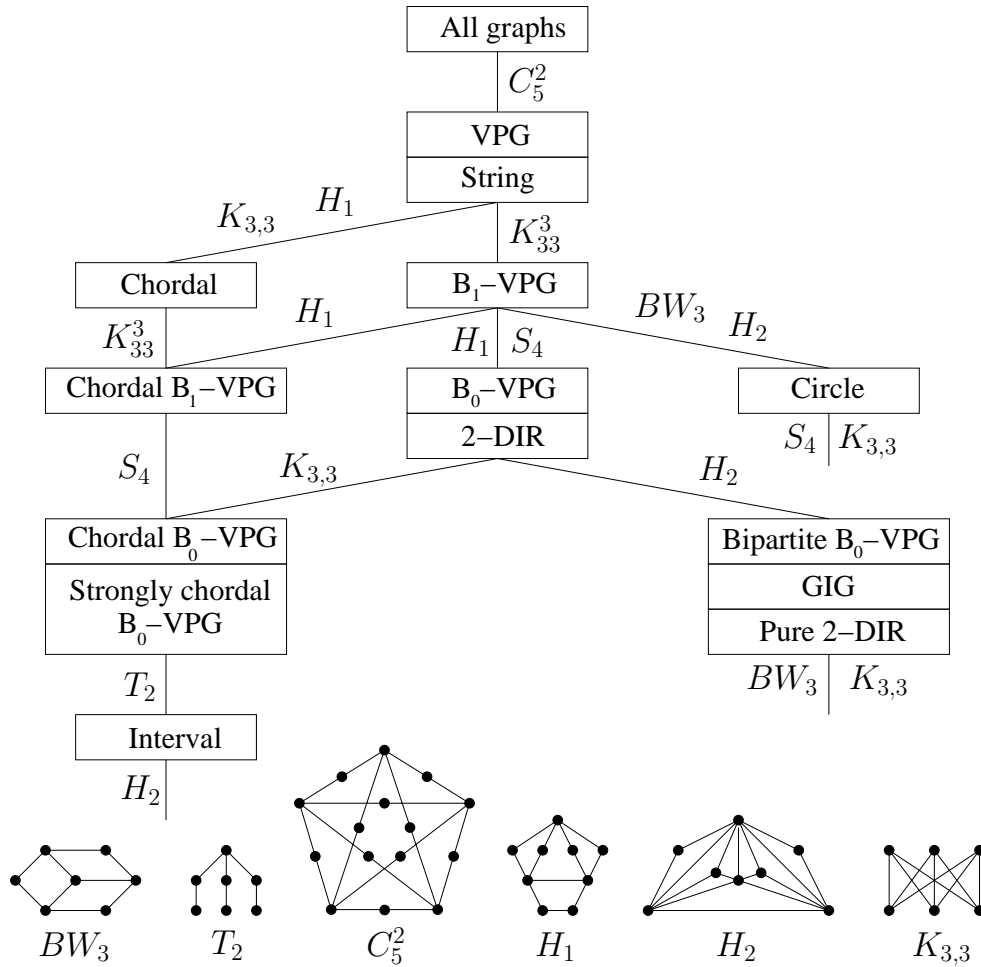 All graphs
C_5^2
VPG
String
K_{3,3} H_1 K_{33}^3
Chordal B_1–VPG
K_{33}^3 H_1 H_1 S_4 BW_3 H_2
Chordal B_1–VPG B_0–VPG Circle
2–DIR
S_4 K_{3,3} H_2 S_4 K_{3,3}
Chordal B_0–VPG Bipartite B_0–VPG
Strongly chordal GIG
B_0–VPG Pure 2–DIR
T_2 BW_3 K_{3,3}
Interval
H_2
BW_3 T_2 C_5^2 H_1 H_2 K_{3,3}